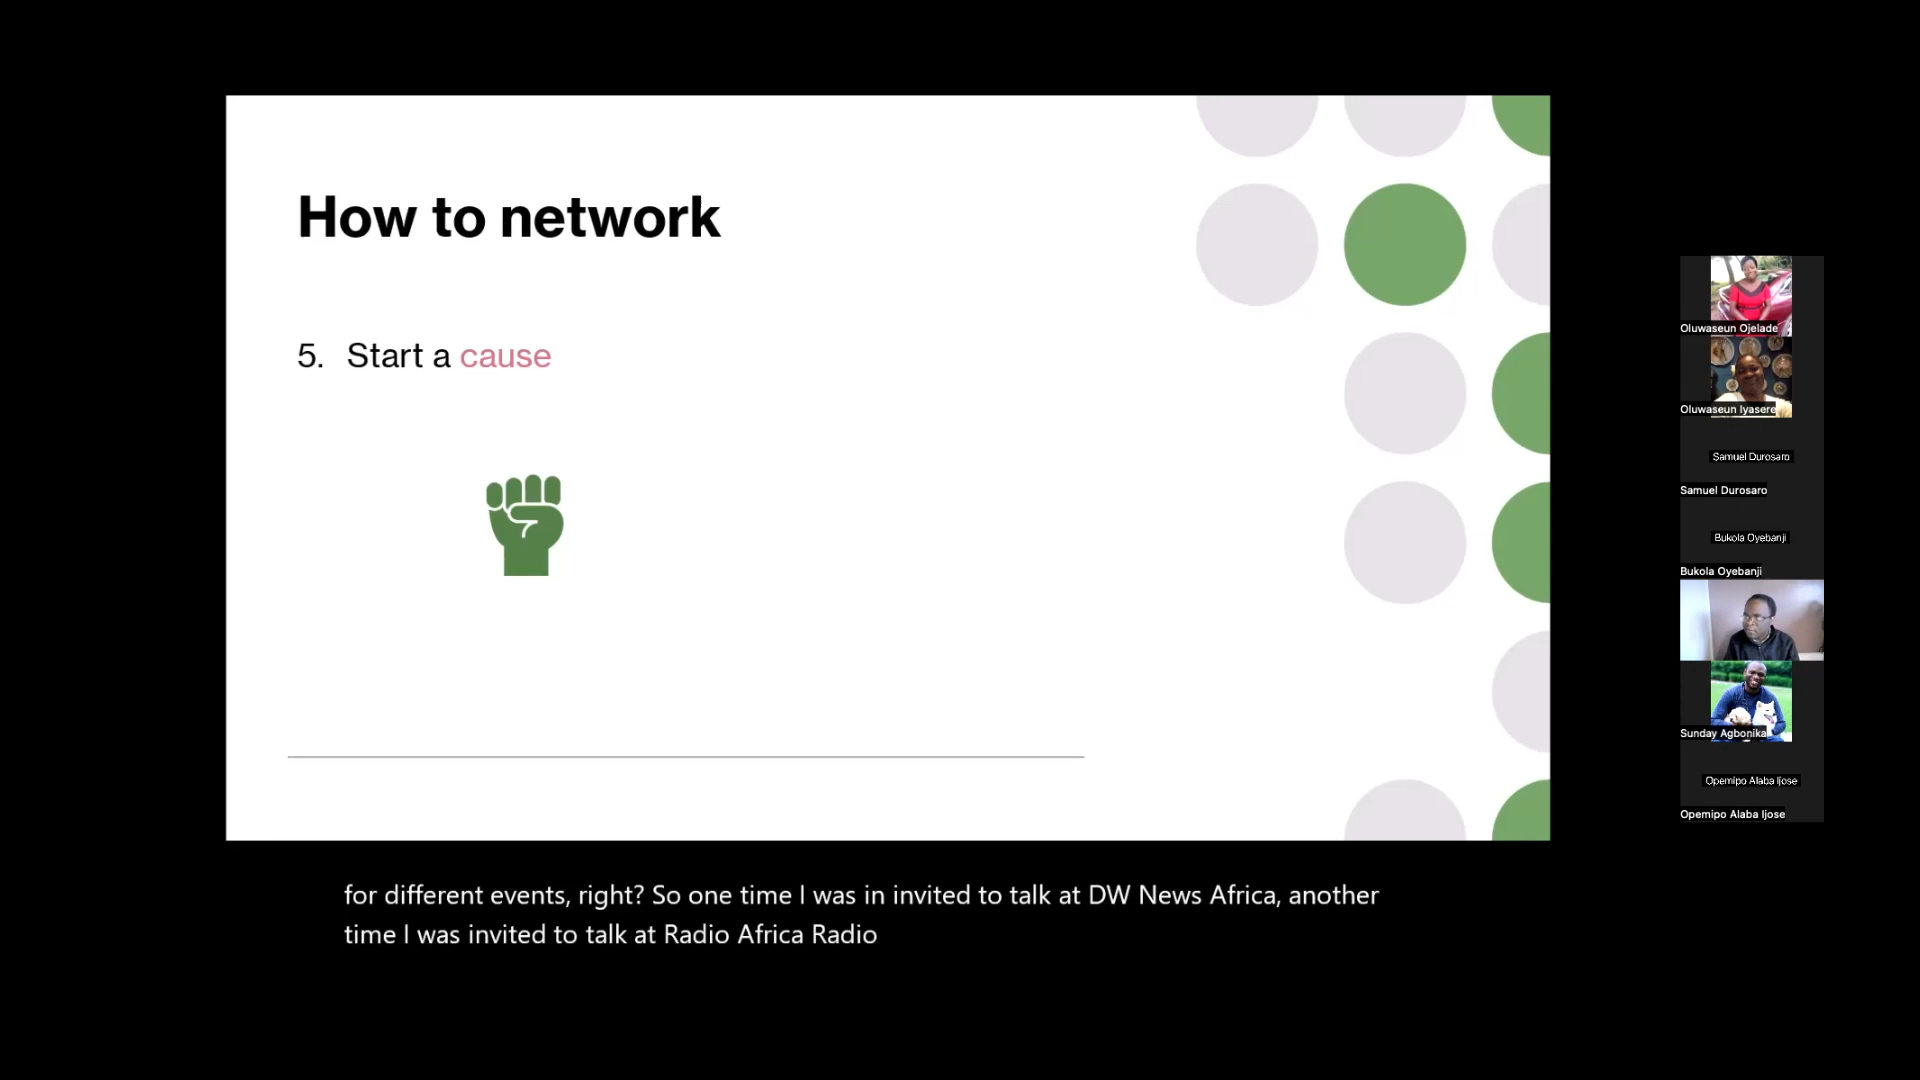 How to network
5. Start a cause
Oluwaseun Ojelade
Oluwaseun Iyasere
Samuel Durosaro
Samuel Durosaro
Bukola Oyebanji
Bukola Oyebanji
Sunday Agbonika
Opemipo Alaba Ijose
Opemipo Alaba Ijose
for different events, right? So one time I was in invited to talk at DW News Africa, another
time I was invited to talk at Radio Africa Radio